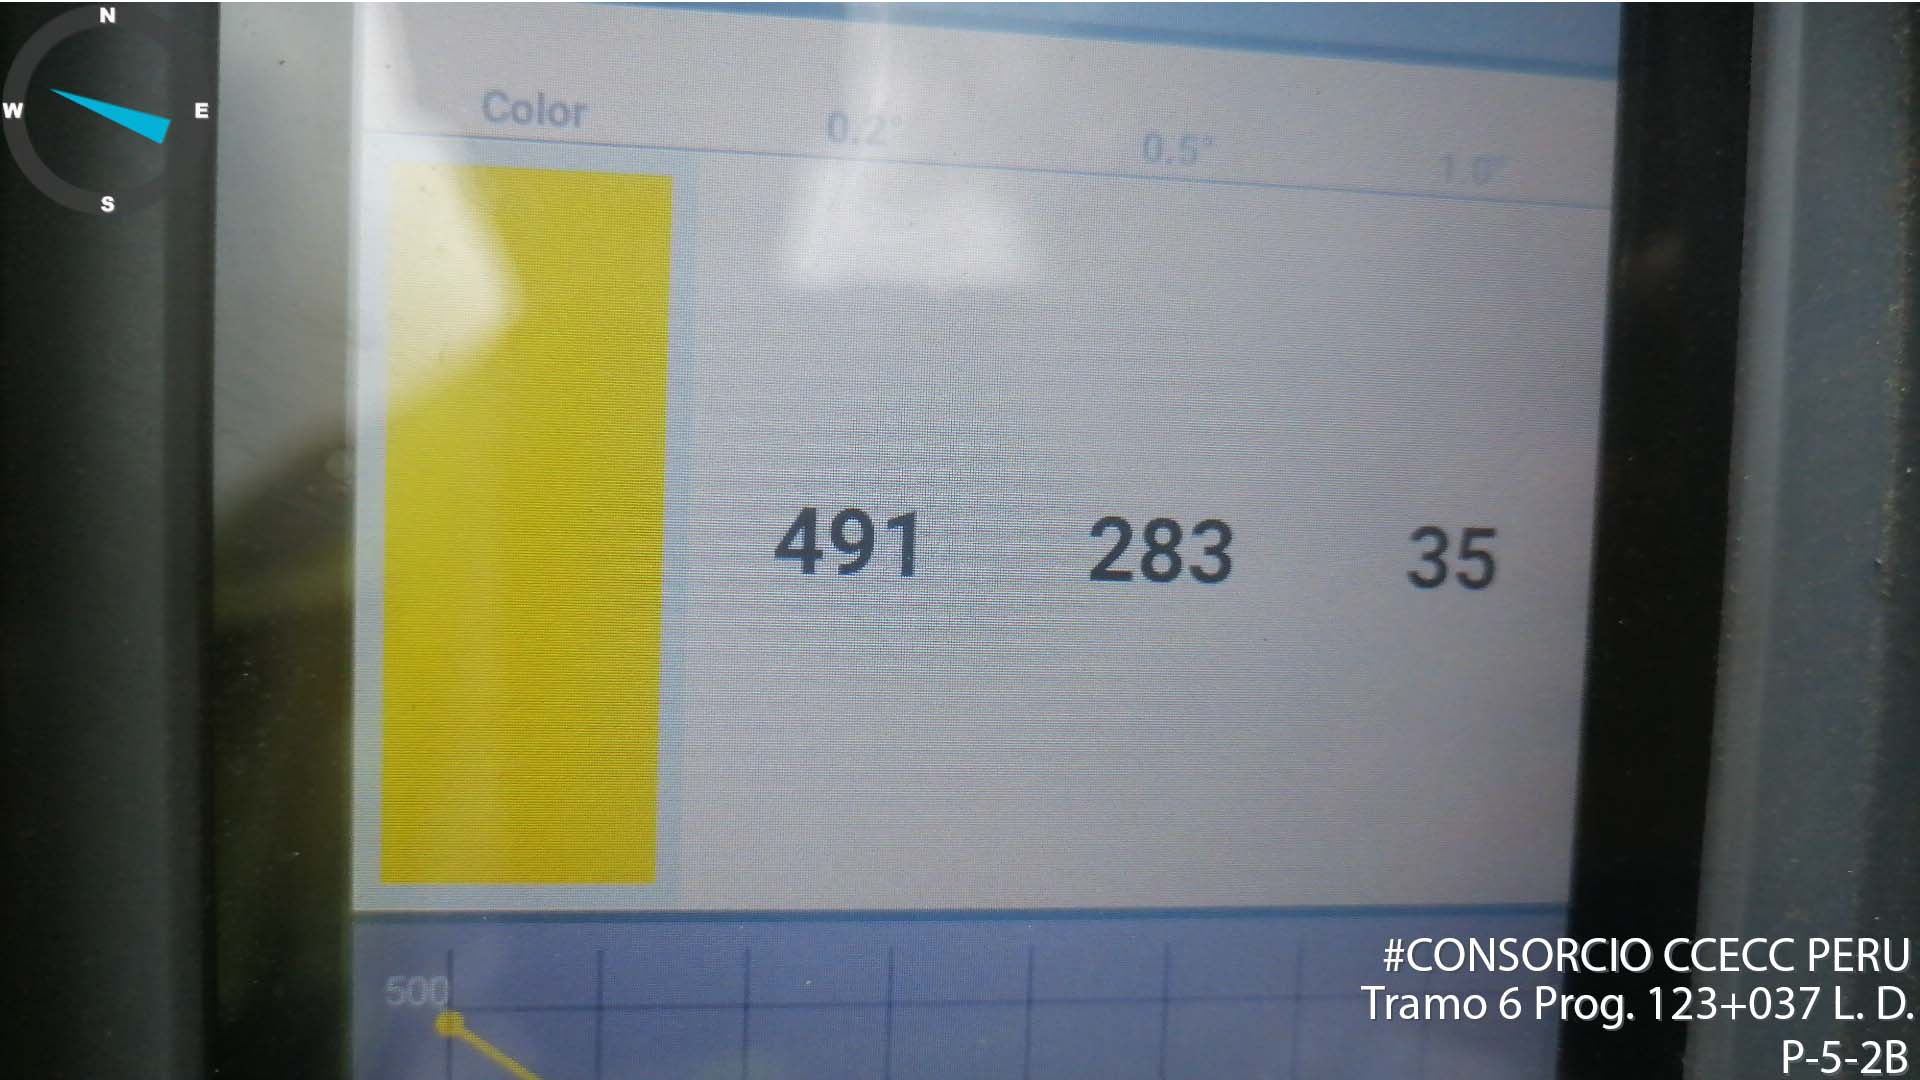 N
W
E
S
Color 0.2° 0.5° 1.0°
491 283 35
500
#CONSORCIO CCECC PERU
Tramo 6 Prog. 123+037 L. D.
P-5-2B